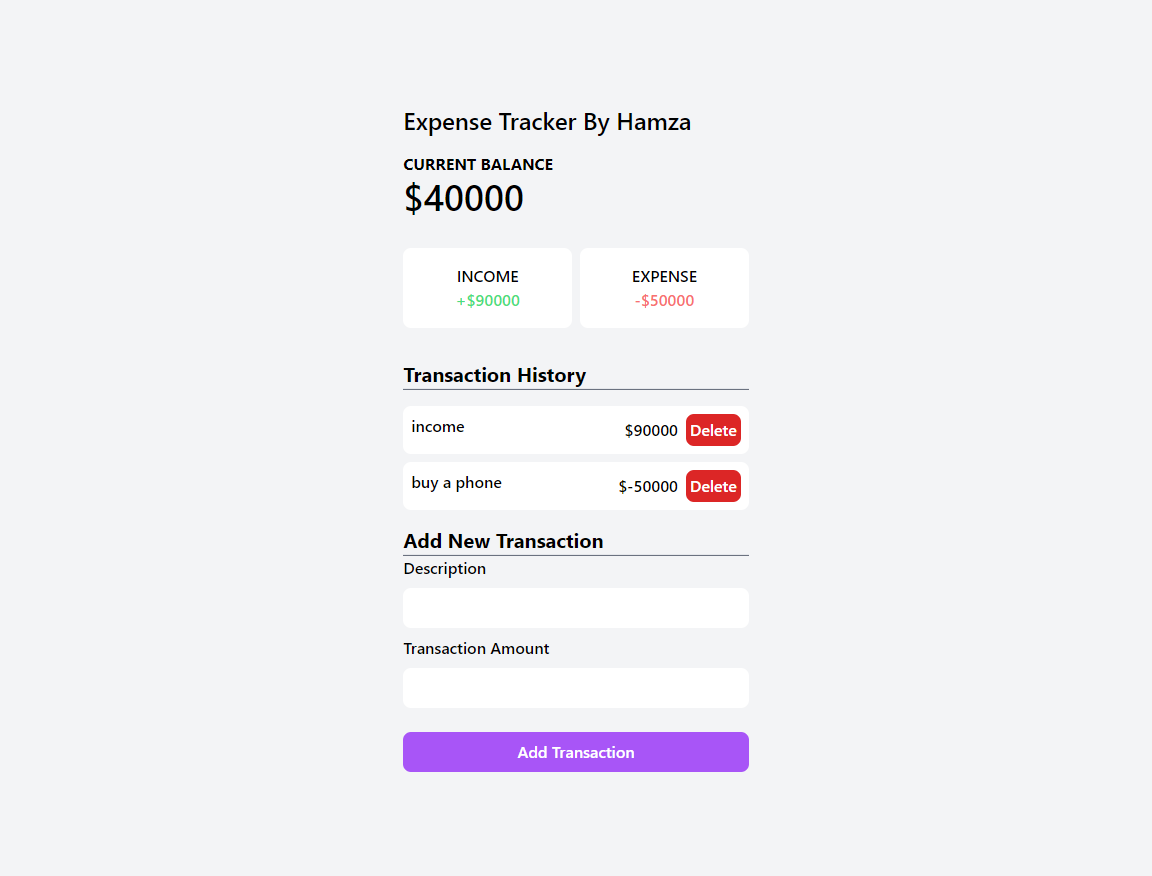 Expense Tracker By Hamza
CURRENT BALANCE
$40000
INCOME EXPENSE
+$90000 -$50000
Transaction History
income $90000 Delete
buy a phone $-50000 Delete
Add New Transaction
Description
Transaction Amount
Add Transaction